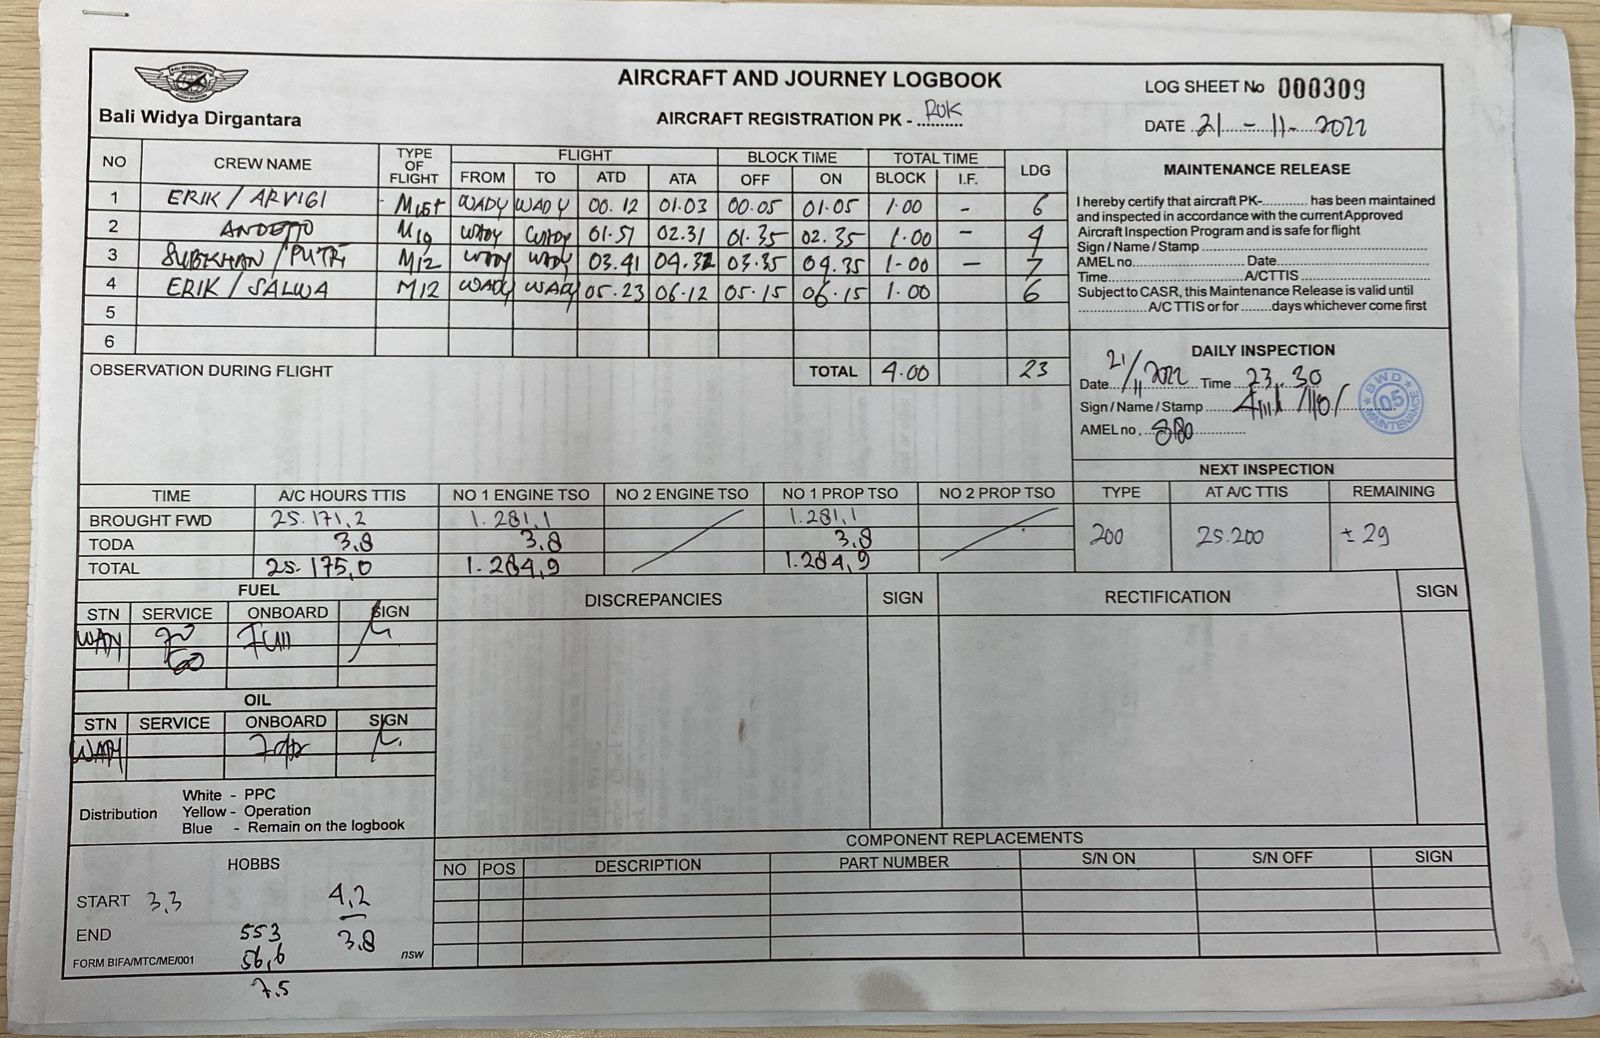 AIRCRAFT AND JOURNEY LOGBOOK
LOG SHEET No 000309
Bali Widya Dirgantara
AIRCRAFT REGISTRATION PK - ROK
DATE 21 - 11 - 2022
NO CREW NAME TYPE OF FLIGHT FLIGHT BLOCK TIME TOTAL TIME LDG
FROM TO ATD ATA OFF ON BLOCK I.F.
1 ERIK / ARVIGI WADY WADY 00.12 01.03 00.05 01.05 1.00 - 6
2 M19 WADY WADY 01.51 02.31 01.35 02.35 1.00 - 4
3 SUBKHAN / PUTRI M12 WADY WADY 03.41 04.32 03.35 04.35 1-00 - 7
4 ERIK / SALWA M12 WADY WADY 05.23 06.12 05.15 06.15 1.00 6
5
6
TOTAL 4.00 23
OBSERVATION DURING FLIGHT
MAINTENANCE RELEASE
I hereby certify that aircraft PK-............ has been maintained
and inspected in accordance with the current Approved
Aircraft Inspection Program and is safe for flight
Sign / Name / Stamp
AMEL no. Date
Time A/CTTIS
Subject to CASR, this Maintenance Release is valid until
A/C TTIS or for ........days whichever come first
DAILY INSPECTION
Date 21/11/2022 Time 23.30
Sign / Name / Stamp
BWD 05 MAINTENANCE
AMEL no. 880
NEXT INSPECTION
TYPE AT A/C TTIS REMAINING
200 25.200 ± 29
TIME A/C HOURS TTIS NO 1 ENGINE TSO NO 2 ENGINE TSO NO 1 PROP TSO NO 2 PROP TSO
BROUGHT FWD 25.171,2 1.281,1 1.281,1
TODA 3,8 3,8 3,8
TOTAL 25.175,0 1.284,9 1.284,9
FUEL
STN SERVICE ONBOARD SIGN
WADY 60 Full
OIL
STN SERVICE ONBOARD SIGN
WADY
Distribution
White - PPC
Yellow - Operation
Blue - Remain on the logbook
HOBBS
START 3,3 4,2
END 553 3,8
56,6
7.5
FORM BIFA/MTC/ME/001
nsw
DISCREPANCIES SIGN RECTIFICATION SIGN
COMPONENT REPLACEMENTS
NO POS DESCRIPTION PART NUMBER S/N ON S/N OFF SIGN